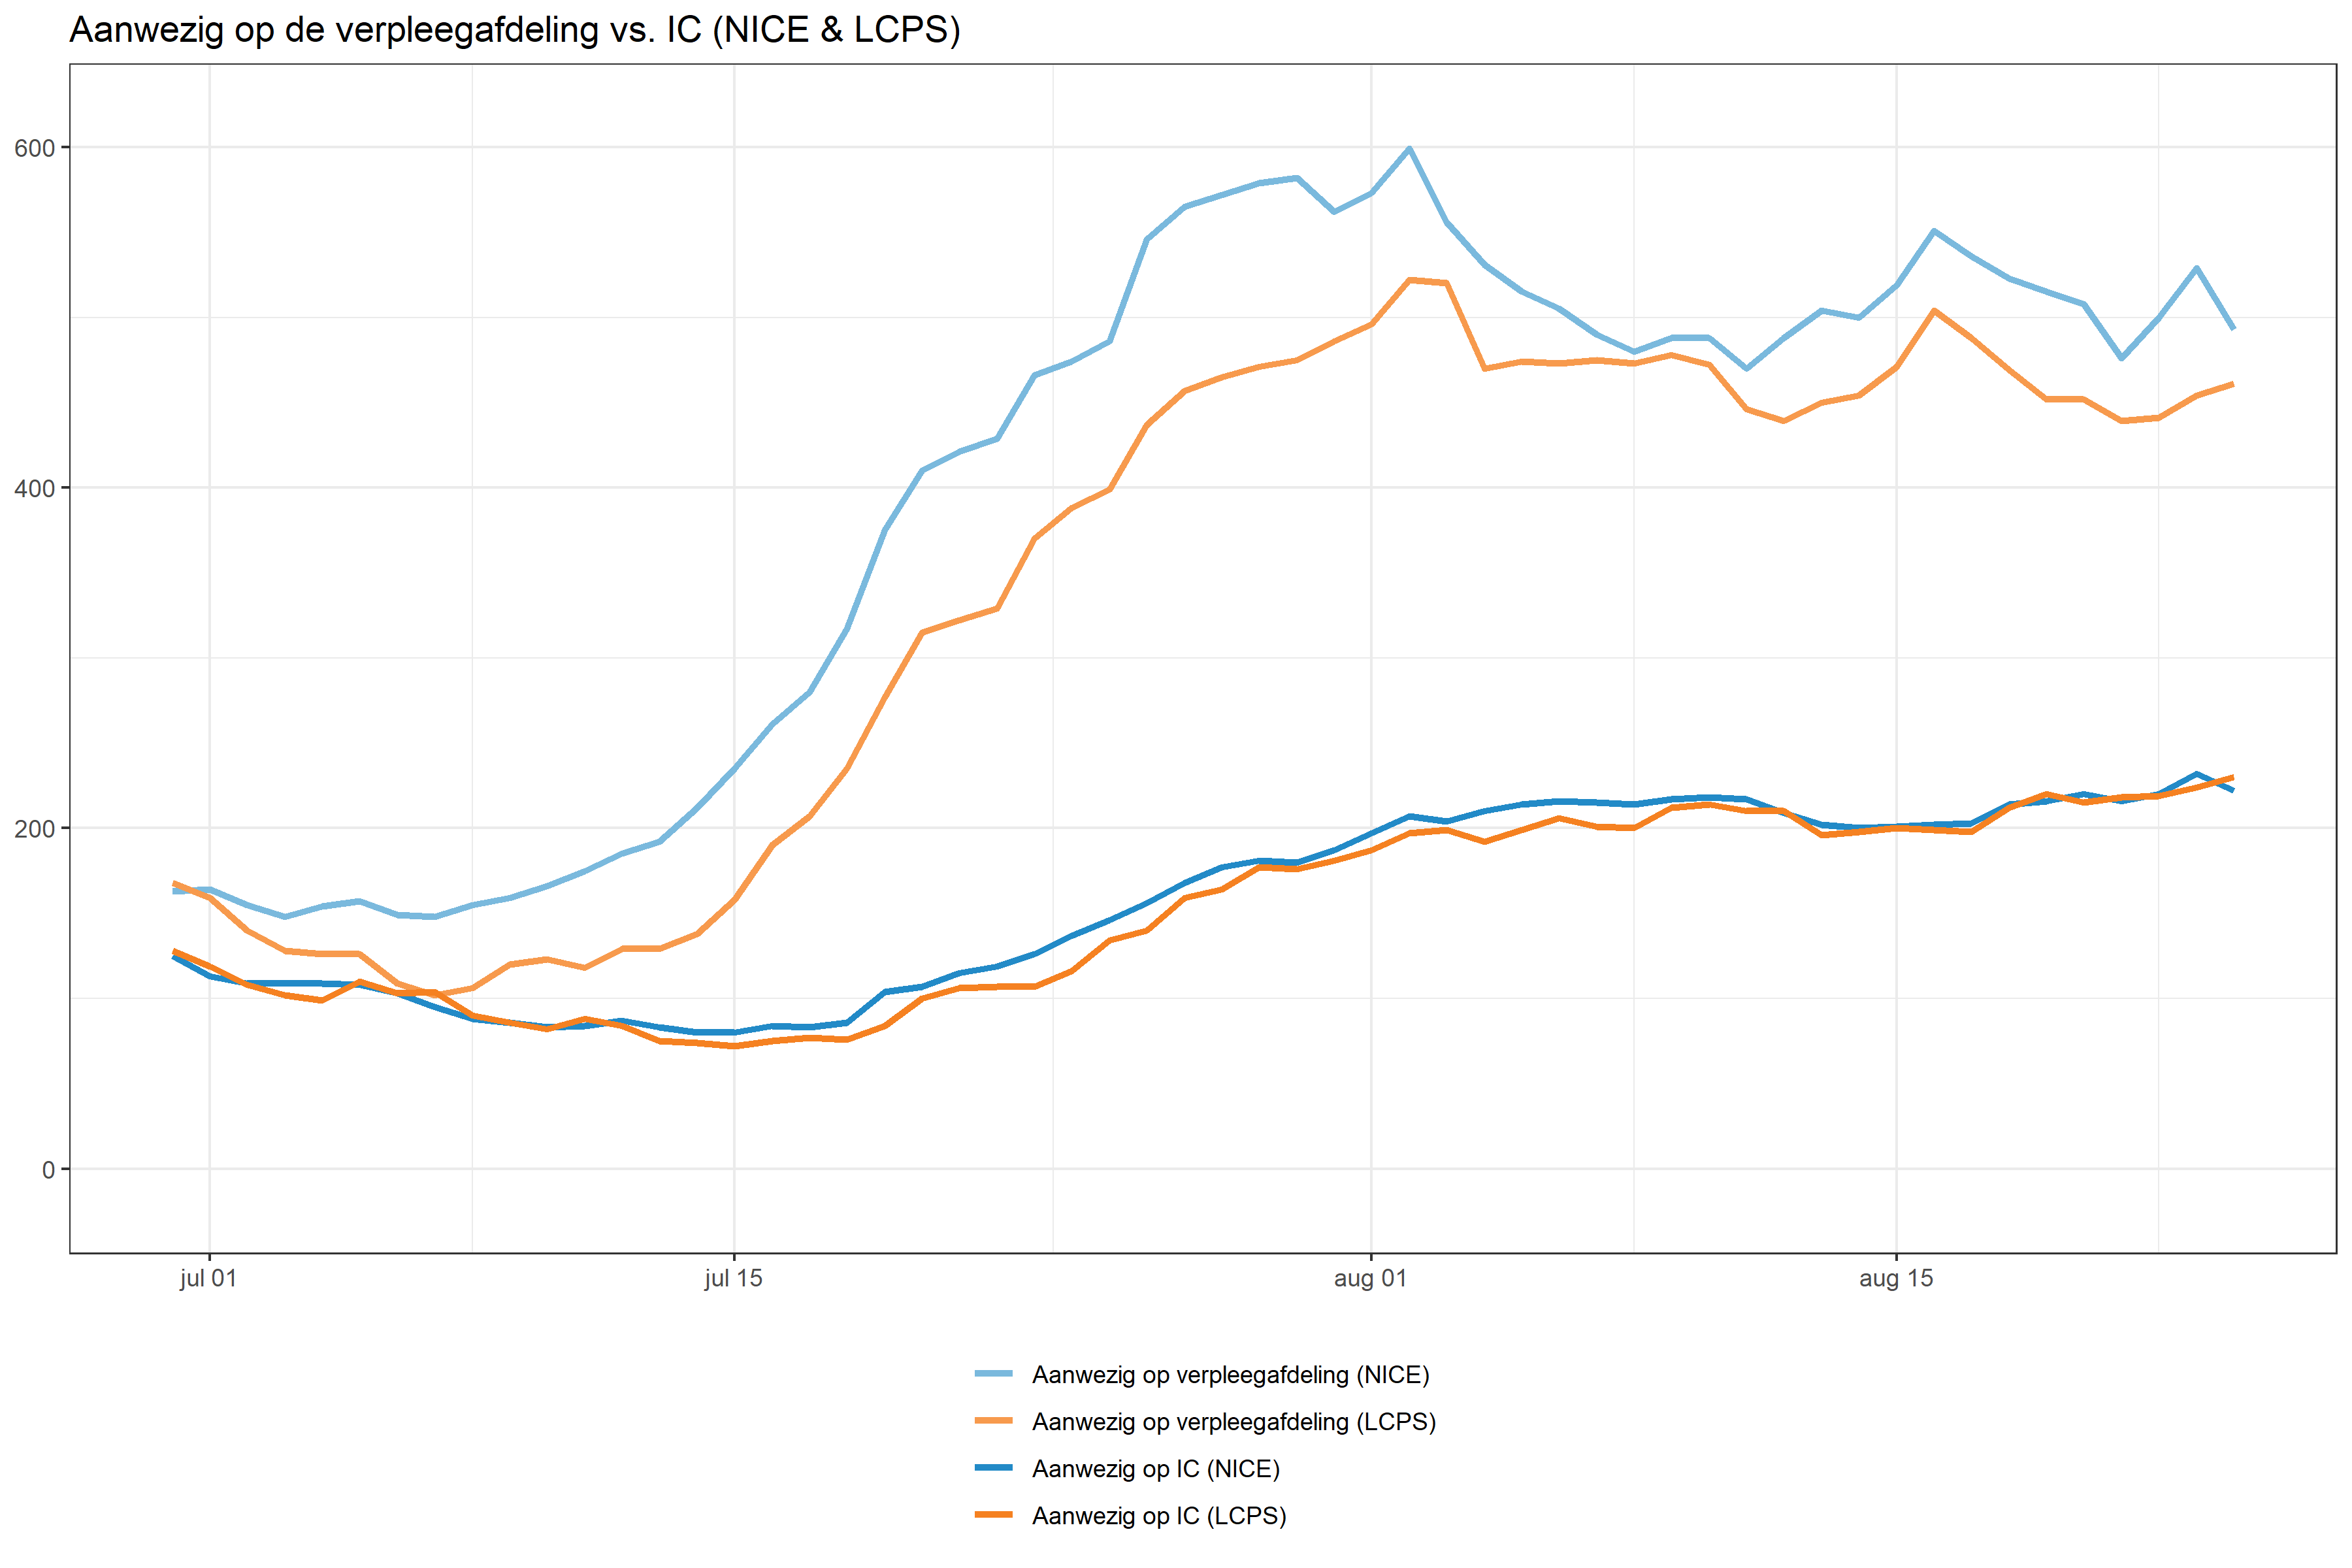 Aanwezig op de verpleegafdeling vs. IC (NICE & LCPS)
600
400
200
0
jul 01
jul 15
aug 01
aug 15
Aanwezig op verpleegafdeling (NICE)
Aanwezig op verpleegafdeling (LCPS)
Aanwezig op IC (NICE)
Aanwezig op IC (LCPS)